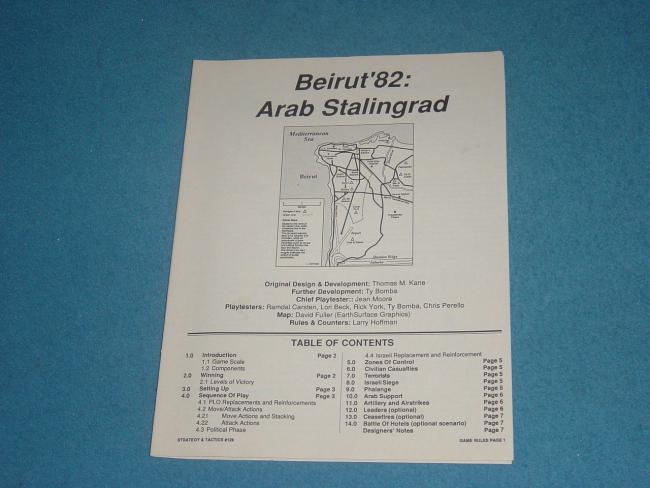 Beirut'82:
Arab Stalingrad
Mediterranean
Sea
Beirut
Original Design & Development: Thomas M. Kane
Further Development: Ty Bomba
Chief Playtester:: Jean Moore
Playtesters: Ramdal Carsten, Lori Beck, Rick York, Ty Bomba, Chris Perello
Map: David Fuller (EarthSurface Graphics)
Rules & Counters: Larry Hoffman
TABLE OF CONTENTS
1.0 Introduction Page 2
1.1 Game Scale
1.2 Components
2.0 Winning Page 2
2.1 Levels of Victory
3.0 Setting Up Page 3
4.0 Sequence Of Play Page 3
4.1 PLO Replacements and Reinforcements
4.2 Move/Attack Actions
4.21 Move Actions and Stacking
4.22 Attack Actions
4.3 Political Phase
4.4 Israeli Replacement and Reinforcement
5.0 Zones Of Control Page 5
6.0 Civilian Casualties Page 5
7.0 Terrorists Page 5
8.0 Israeli Siege Page 5
9.0 Phalange Page 5
10.0 Arab Support Page 6
11.0 Artillery and Airstrikes Page 6
12.0 Leaders (optional) Page 6
13.0 Ceasefires (optional) Page 7
14.0 Battle Of Hotels (optional scenario) Page 7
Designers' Notes Page 7
STRATEGY & TACTICS #126
GAME RULES PAGE 1